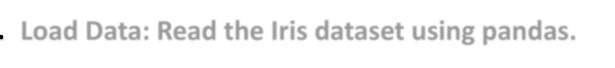 . Load Data: Read the Iris dataset using pandas.